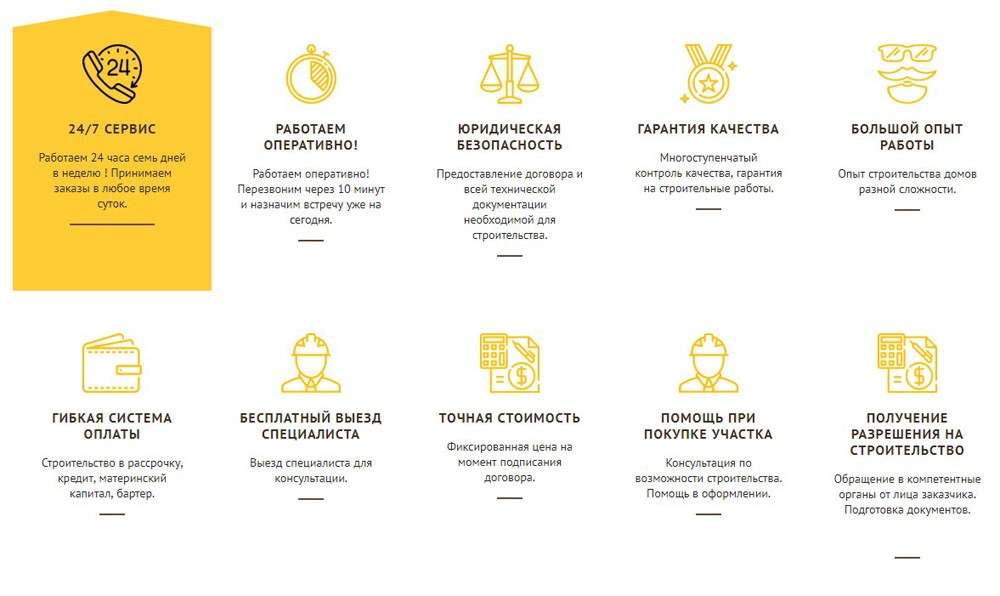 24
24/7 СЕРВИС
Работаем 24 часа семь дней
в неделю ! Принимаем
заказы в любое время
суток.
РАБОТАЕМ
ОПЕРАТИВНО!
Работаем оперативно!
Перезвоним через 10 минут
и назначим встречу уже на
сегодня.
ЮРИДИЧЕСКАЯ
БЕЗОПАСНОСТЬ
Предоставление договора и
всей технической
документации
необходимой для
строительства.
ГАРАНТИЯ КАЧЕСТВА
Многоступенчатый
контроль качества, гарантия
на строительные работы.
БОЛЬШОЙ ОПЫТ
РАБОТЫ
Опыт строительства домов
разной сложности.
ГИБКАЯ СИСТЕМА
ОПЛАТЫ
Строительство в рассрочку,
кредит, материнский
капитал, бартер.
БЕСПЛАТНЫЙ ВЫЕЗД
СПЕЦИАЛИСТА
Выезд специалиста для
консультации.
$
ТОЧНАЯ СТОИМОСТЬ
Фиксированная цена на
момент подписания
договора.
ПОМОЩЬ ПРИ
ПОКУПКЕ УЧАСТКА
Консультация по
возможности строительства.
Помощь в оформлении.
$
ПОЛУЧЕНИЕ
РАЗРЕШЕНИЯ НА
СТРОИТЕЛЬСТВО
Обращение в компетентные
органы от лица заказчика.
Подготовка документов.